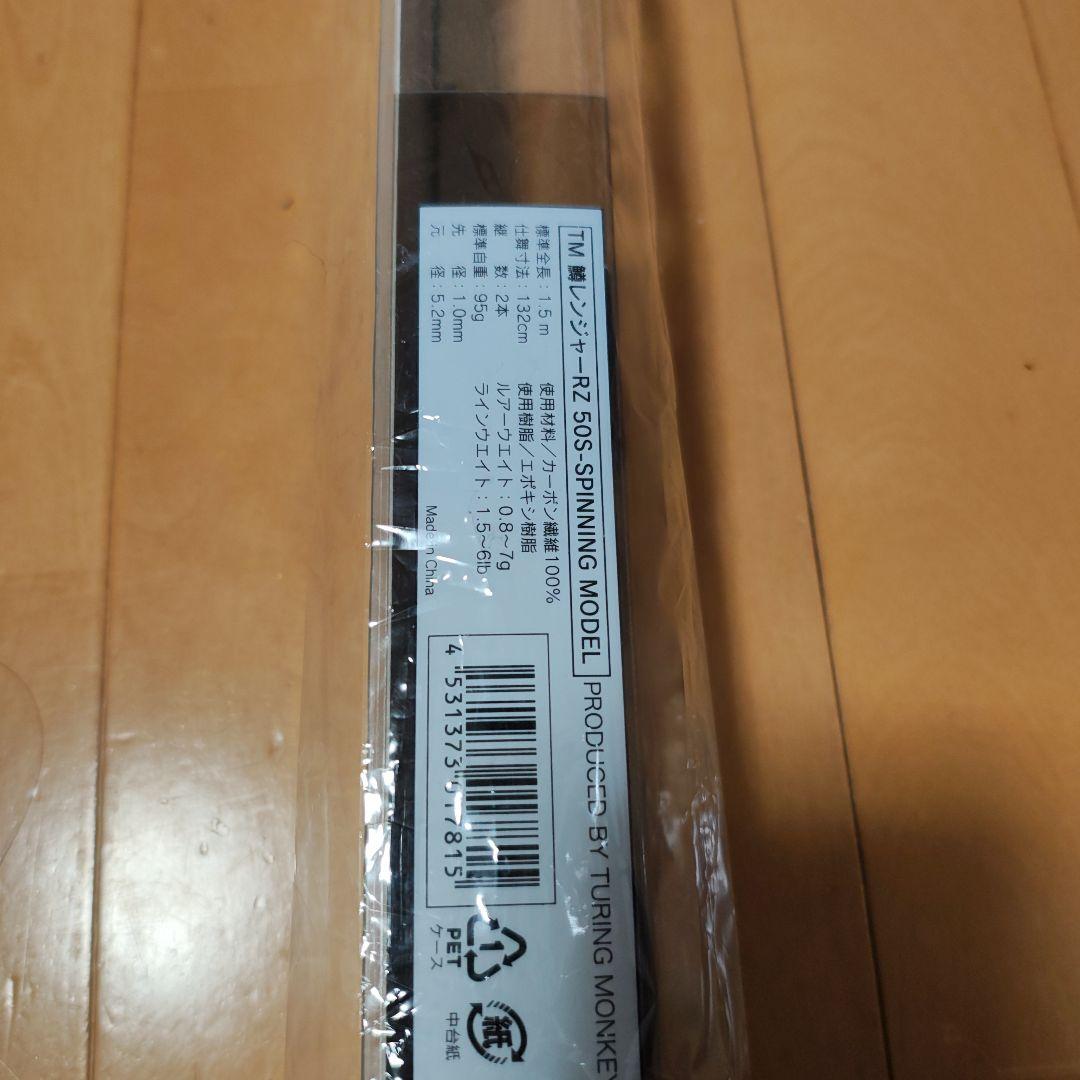 TM 鱒レンジャーRZ 50S-SPINNING MODEL PRODUCED BY TURING MONKEY
標準全長：1.5 m
仕舞寸法：132cm
継 数：2本
標準自重：95g
先 径：1.0mm
元 径：5.2mm
使用材料／カーボン繊維100%
使用樹脂／エポキシ樹脂
ルアーウエイト：0.8～7g
ラインウエイト：1.5～6lb
Made in China
4 531373 017815
1
PET
ケース
紙
中台紙